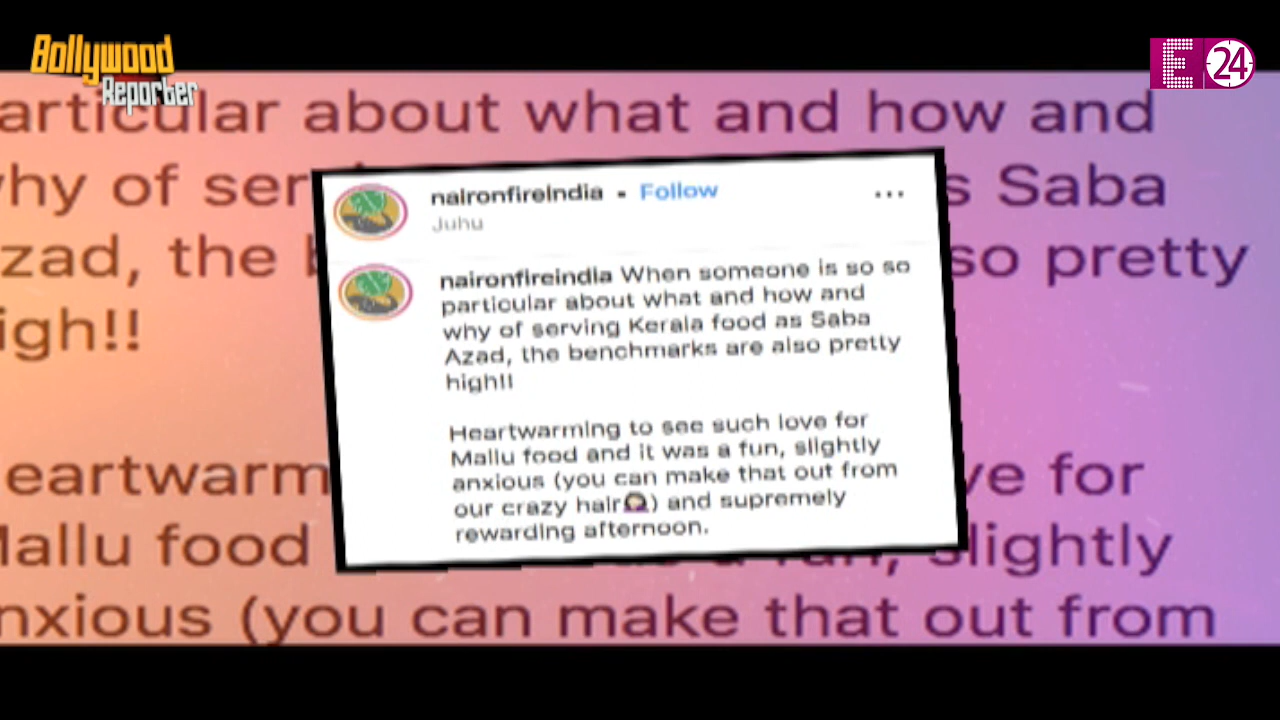 Bollywood
Reporter
E 24
articular about what and how and
hy of ser
s Saba
zad, the
so pretty
igh!!
eartwarm
ve for
Mallu food
slightly
nxious (you can make that out from
naironfireindia - Follow
Juhu
naironfireindia When someone is so so
particular about what and how and
why of serving Kerala food as Saba
Azad, the benchmarks are also pretty
high!!
Heartwarming to see such love for
Mallu food and it was a fun, slightly
anxious (you can make that out from
our crazy hair🤦🏻‍♀️) and supremely
rewarding afternoon.